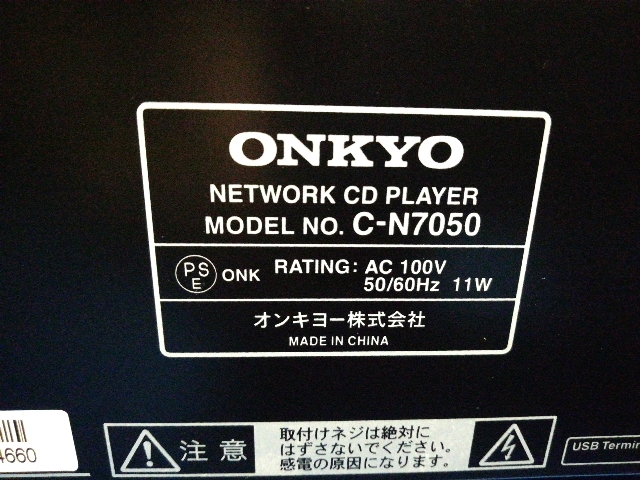 ONKYO
NETWORK CD PLAYER
MODEL NO. C-N7050
PS
E
ONK
RATING: AC 100V
50/60Hz 11W
オンキヨー株式会社
MADE IN CHINA
4660
注意
取付けネジは絶対に
はずさないでください。
感電の原因になります。
USB Termin